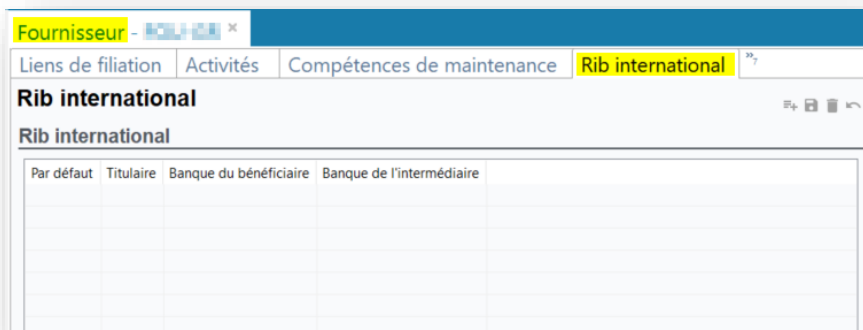 Fournisseur -
Liens de filiation Activités Compétences de maintenance Rib international »7
Rib international
Rib international
Par défaut Titulaire Banque du bénéficiaire Banque de l'intermédiaire